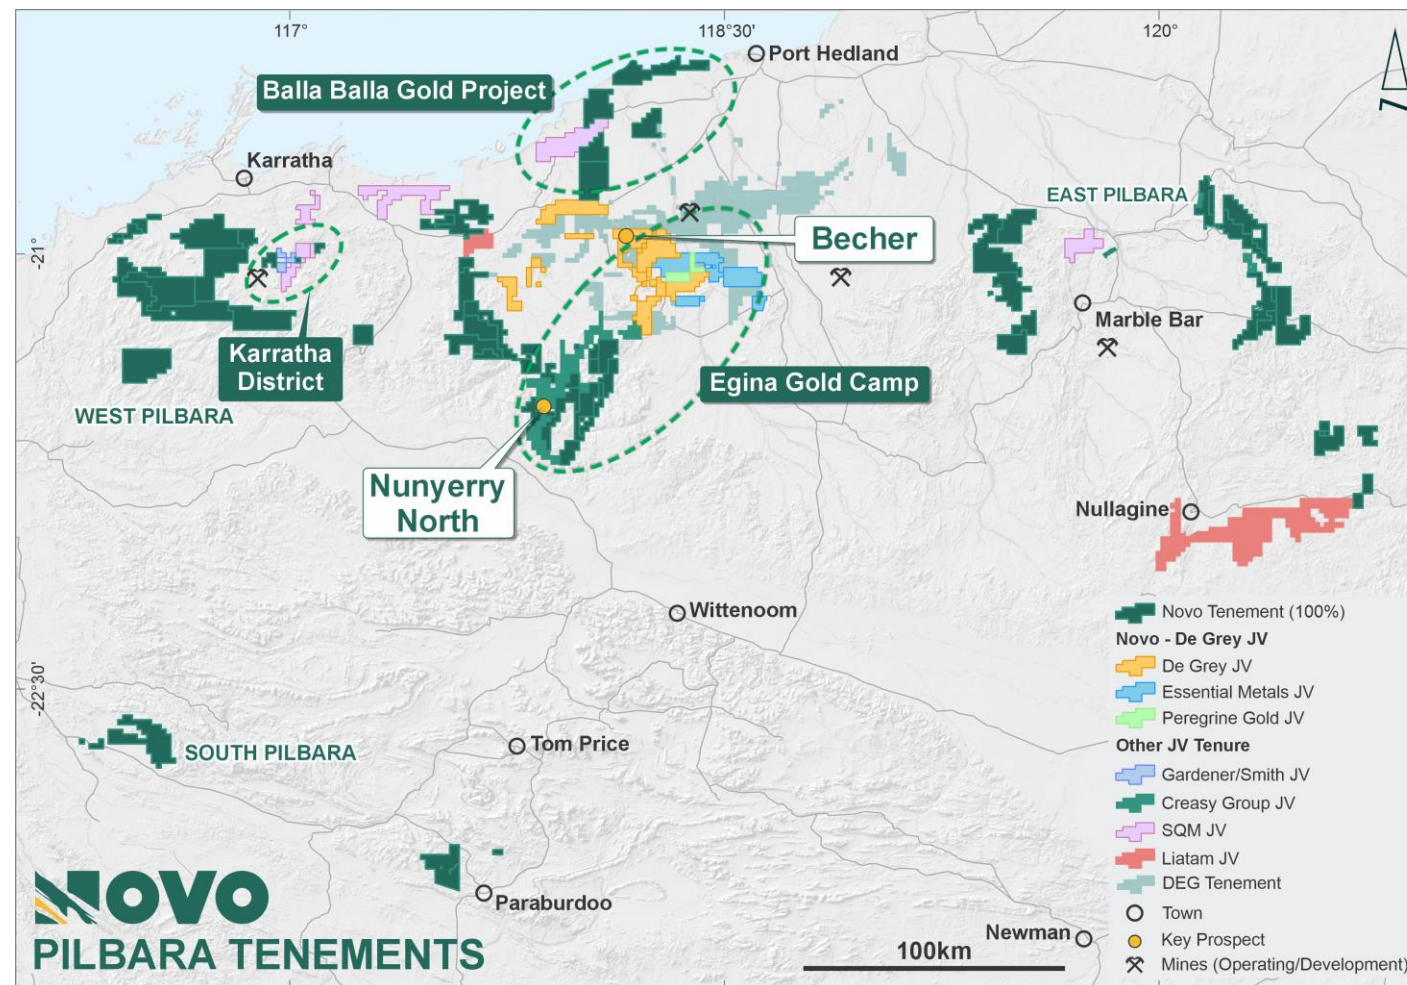 117°
118°30'
120°
Port Hedland
Balla Balla Gold Project
Karratha
EAST PILBARA
Becher
-21°
Marble Bar
Karratha
District
Egina Gold Camp
WEST PILBARA
Nunyerry
North
Nullagine
Wittenoom
Novo Tenement (100%)
Novo - De Grey JV
De Grey JV
Essential Metals JV
Peregrine Gold JV
Other JV Tenure
Gardener/Smith JV
Creasy Group JV
SQM JV
Liatam JV
DEG Tenement
Town
Key Prospect
Mines (Operating/Development)
-22°30'
SOUTH PILBARA
Tom Price
Paraburdoo
Newman
100km
NOVO
PILBARA TENEMENTS